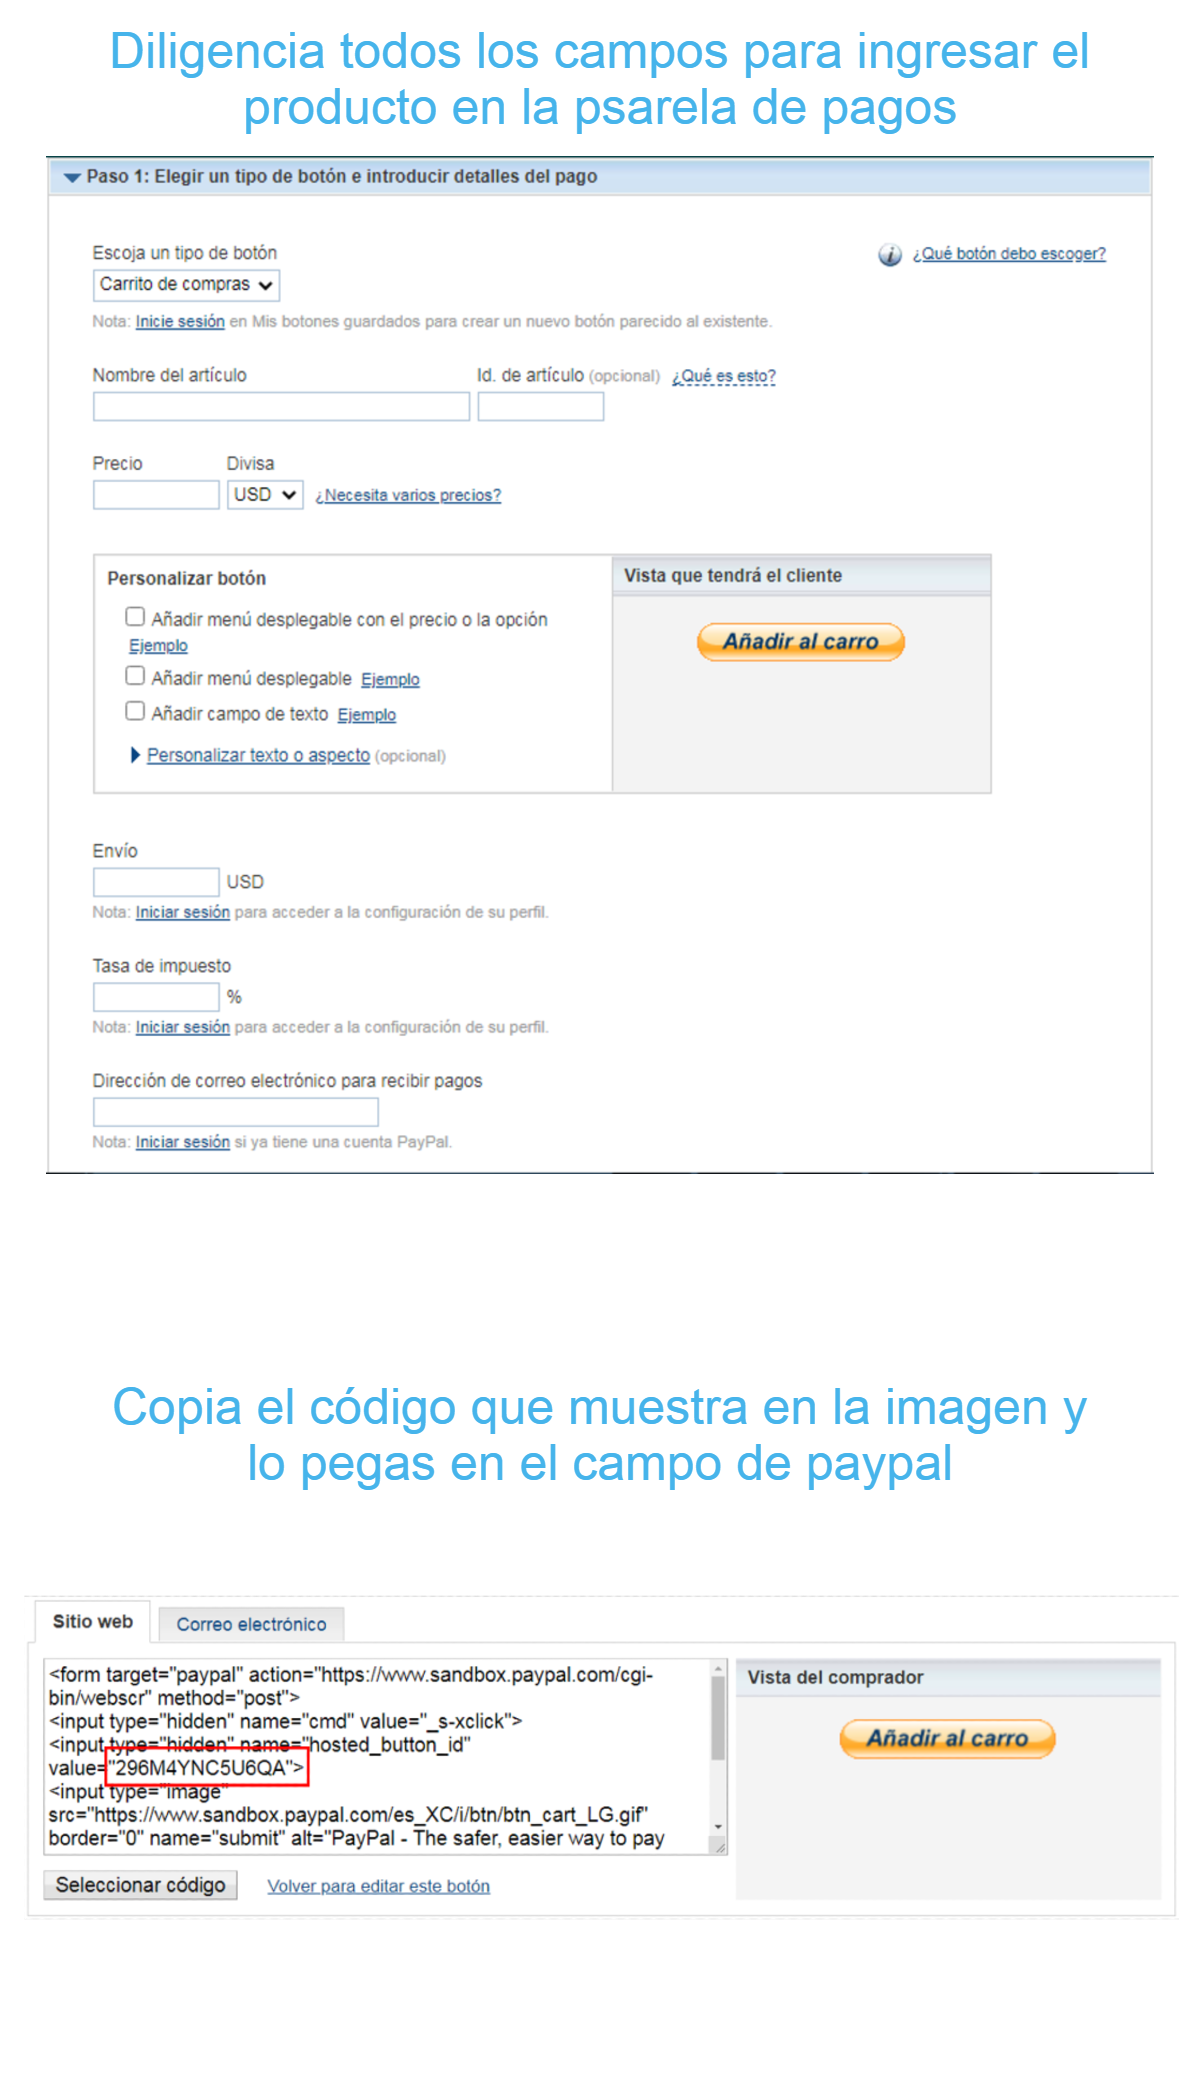 Diligencia todos los campos para ingresar el
producto en la psarela de pagos
Paso 1: Elegir un tipo de botón e introducir detalles del pago
Escoja un tipo de botón
¿Qué botón debo escoger?
Carrito de compras
Nota: Inicie sesión en Mis botones guardados para crear un nuevo botón parecido al existente.
Nombre del artículo Id. de artículo (opcional) ¿Qué es esto?
Precio Divisa
USD ¿Necesita varios precios?
Personalizar botón
Añadir menú desplegable con el precio o la opción
Ejemplo
Añadir menú desplegable Ejemplo
Añadir campo de texto Ejemplo
Personalizar texto o aspecto (opcional)
Vista que tendrá el cliente
Añadir al carro
Envío
USD
Nota: Iniciar sesión para acceder a la configuración de su perfil.
Tasa de impuesto
%
Nota: Iniciar sesión para acceder a la configuración de su perfil.
Dirección de correo electrónico para recibir pagos
Nota: Iniciar sesión si ya tiene una cuenta PayPal.
Copia el código que muestra en la imagen y
lo pegas en el campo de paypal
Sitio web Correo electrónico
<form target="paypal" action="https://www.sandbox.paypal.com/cgi-
bin/webscr" method="post">
<input type="hidden" name="cmd" value="_s-xclick">
<input type="hidden" name="hosted_button_id"
value="296M4YNC5U6QA">
<input type="image"
src="https://www.sandbox.paypal.com/es_XC/i/btn/btn_cart_LG.gif"
border="0" name="submit" alt="PayPal - The safer, easier way to pay
Vista del comprador
Añadir al carro
Seleccionar código Volver para editar este botón